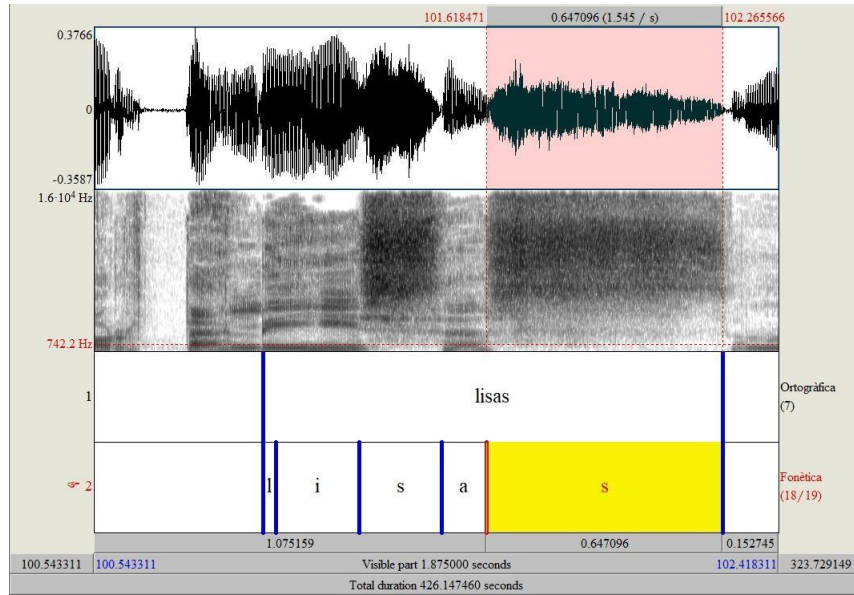 101.618471 0.647096 (1.545 / s) 102.265566
0.3766
0
-0.3587
1.6·10⁴ Hz
742.2 Hz
1 lisas Ortogràfica
(7)
☞ 2 l i s a s Fonètica
(18/19)
1.075159 0.647096 0.152745
100.543311 100.543311 Visible part 1.875000 seconds 102.418311 323.729149
Total duration 426.147460 seconds